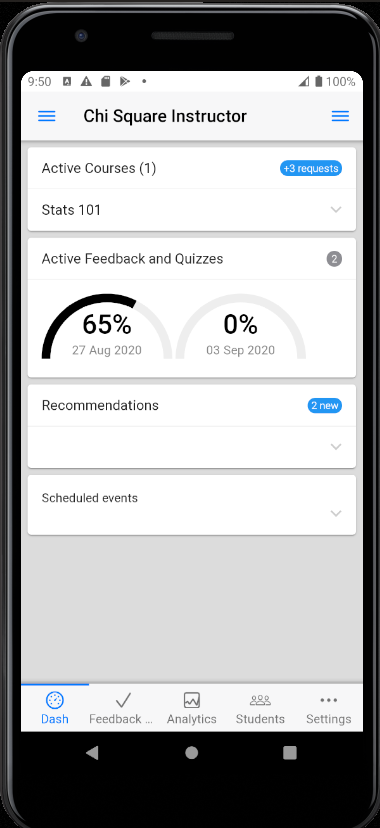 9:50 100%
Chi Square Instructor
Active Courses (1) +3 requests
Stats 101
Active Feedback and Quizzes 2
65% 0%
27 Aug 2020 03 Sep 2020
Recommendations 2 new
Scheduled events
Dash Feedback ... Analytics Students Settings